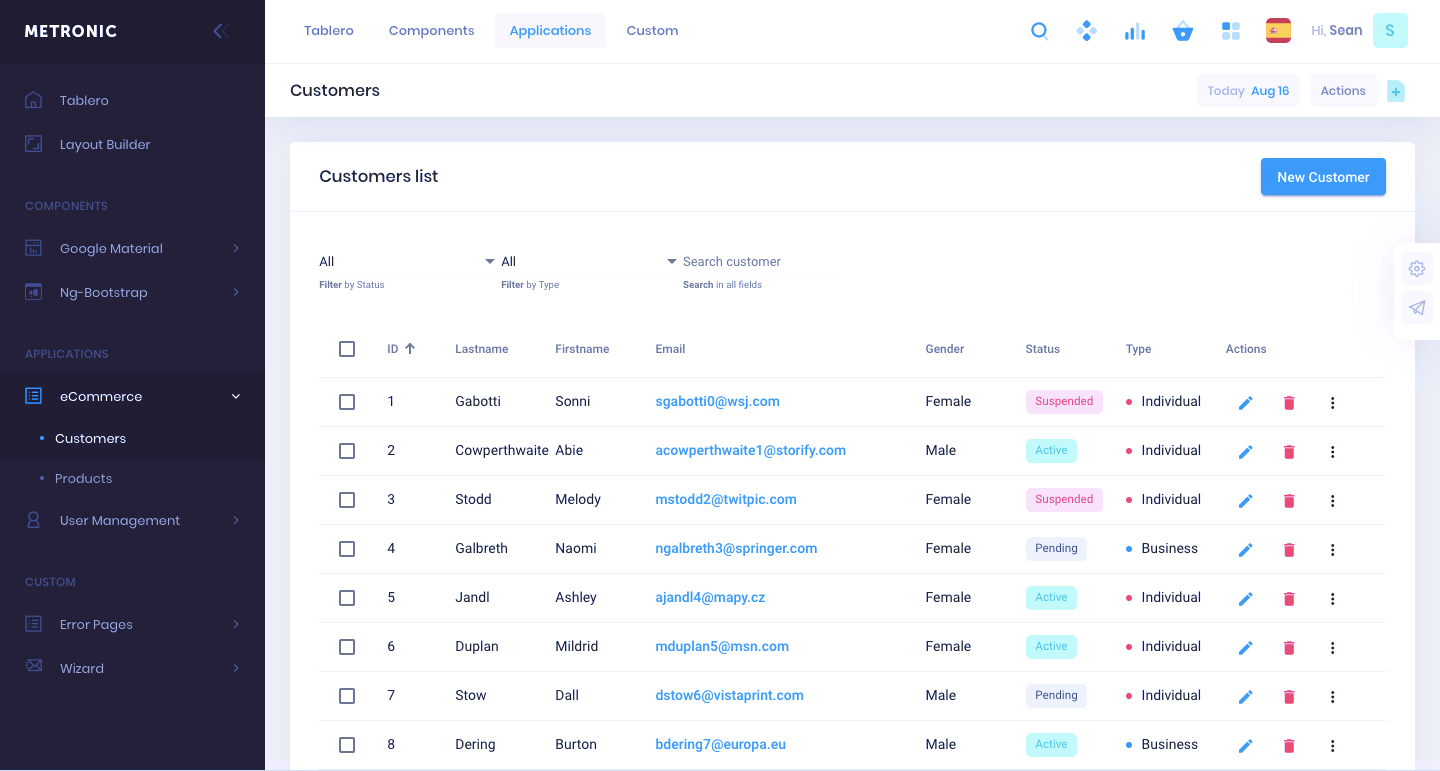 METRONIC
Tablero
Components
Applications
Custom
Hi, Sean
S
Customers
Today Aug 16
Actions
Tablero
Layout Builder
COMPONENTS
Google Material
Ng-Bootstrap
APPLICATIONS
eCommerce
Customers
Products
User Management
CUSTOM
Error Pages
Wizard
Customers list
New Customer
All
All
Search customer
Filter by Status
Filter by Type
Search in all fields
ID Lastname Firstname Email Gender Status Type Actions
1 Gabotti Sonni sgabotti0@wsj.com Female Suspended Individual
2 Cowperthwaite Abie acowperthwaite1@storify.com Male Active Individual
3 Stodd Melody mstodd2@twitpic.com Female Suspended Individual
4 Galbreth Naomi ngalbreth3@springer.com Female Pending Business
5 Jandl Ashley ajandl4@mapy.cz Female Active Individual
6 Duplan Mildrid mduplan5@msn.com Female Active Individual
7 Stow Dall dstow6@vistaprint.com Male Pending Individual
8 Dering Burton bdering7@europa.eu Male Active Business